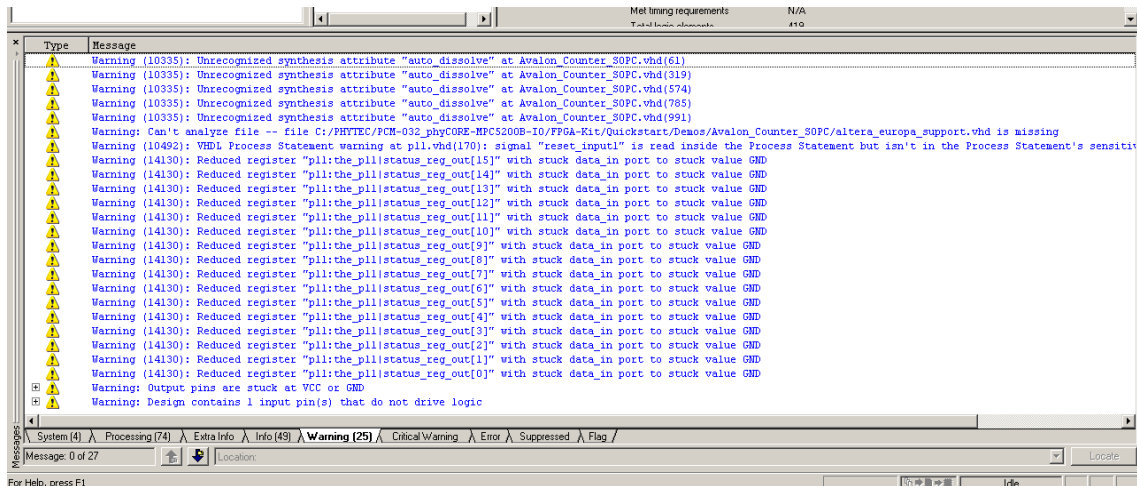 Met timing requirements N/A
Total logic elements 419
Type Message
Warning (10335): Unrecognized synthesis attribute "auto_dissolve" at Avalon_Counter_SOPC.vhd(61)
Warning (10335): Unrecognized synthesis attribute "auto_dissolve" at Avalon_Counter_SOPC.vhd(319)
Warning (10335): Unrecognized synthesis attribute "auto_dissolve" at Avalon_Counter_SOPC.vhd(574)
Warning (10335): Unrecognized synthesis attribute "auto_dissolve" at Avalon_Counter_SOPC.vhd(785)
Warning (10335): Unrecognized synthesis attribute "auto_dissolve" at Avalon_Counter_SOPC.vhd(991)
Warning: Can't analyze file -- file C:/PHYTEC/PCM-032_phyCORE-MPC5200B-IO/FPGA-Kit/Quickstart/Demos/Avalon_Counter_SOPC/altera_europa_support.vhd is missing
Warning (10492): VHDL Process Statement warning at pll.vhd(170): signal "reset_input1" is read inside the Process Statement but isn't in the Process Statement's sensitiv
Warning (14130): Reduced register "pll:the_pll|status_reg_out[15]" with stuck data_in port to stuck value GND
Warning (14130): Reduced register "pll:the_pll|status_reg_out[14]" with stuck data_in port to stuck value GND
Warning (14130): Reduced register "pll:the_pll|status_reg_out[13]" with stuck data_in port to stuck value GND
Warning (14130): Reduced register "pll:the_pll|status_reg_out[12]" with stuck data_in port to stuck value GND
Warning (14130): Reduced register "pll:the_pll|status_reg_out[11]" with stuck data_in port to stuck value GND
Warning (14130): Reduced register "pll:the_pll|status_reg_out[10]" with stuck data_in port to stuck value GND
Warning (14130): Reduced register "pll:the_pll|status_reg_out[9]" with stuck data_in port to stuck value GND
Warning (14130): Reduced register "pll:the_pll|status_reg_out[8]" with stuck data_in port to stuck value GND
Warning (14130): Reduced register "pll:the_pll|status_reg_out[7]" with stuck data_in port to stuck value GND
Warning (14130): Reduced register "pll:the_pll|status_reg_out[6]" with stuck data_in port to stuck value GND
Warning (14130): Reduced register "pll:the_pll|status_reg_out[5]" with stuck data_in port to stuck value GND
Warning (14130): Reduced register "pll:the_pll|status_reg_out[4]" with stuck data_in port to stuck value GND
Warning (14130): Reduced register "pll:the_pll|status_reg_out[3]" with stuck data_in port to stuck value GND
Warning (14130): Reduced register "pll:the_pll|status_reg_out[2]" with stuck data_in port to stuck value GND
Warning (14130): Reduced register "pll:the_pll|status_reg_out[1]" with stuck data_in port to stuck value GND
Warning (14130): Reduced register "pll:the_pll|status_reg_out[0]" with stuck data_in port to stuck value GND
Warning: Output pins are stuck at VCC or GND
Warning: Design contains 1 input pin(s) that do not drive logic
Messages
System (4) Processing (74) Extra Info Info (49) Warning (25) Critical Warning Error Suppressed Flag
Message: 0 of 27 Location: Locate
For Help, press F1 Idle